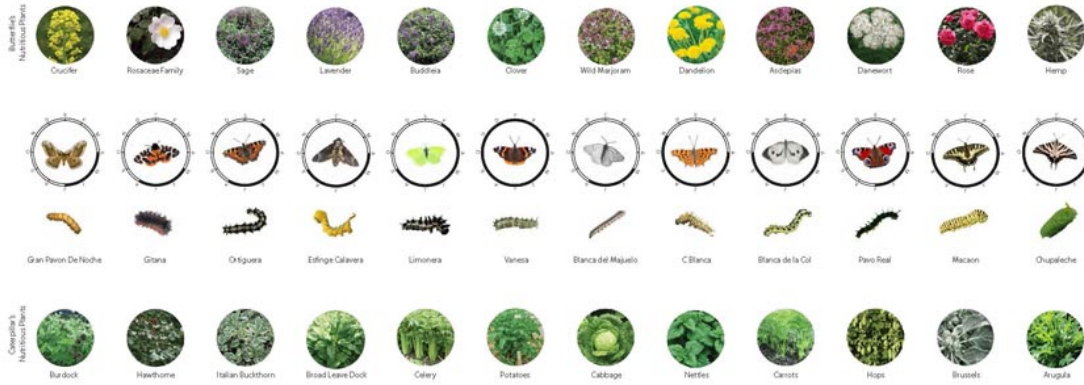 Butterflie's
Nutritious Plants
Crucifer
Rosaceae Family
Sage
Lavender
Buddleia
Clover
Wild Marjoram
Dandelion
Asclepias
Danewort
Rose
Hemp
Gran Pavon De Noche
Gitana
Ortiguera
Esfinge Calavera
Limonera
Vanesa
Blanca del Majuelo
C Blanca
Blanca de la Col
Pavo Real
Macaon
Chupaleche
Caterpillar's
Nutritious Plants
Burdock
Hawthorne
Italian Buckthorn
Broad Leave Dock
Celery
Potatoes
Cabbage
Nettles
Carrots
Hops
Brussels
Arugula